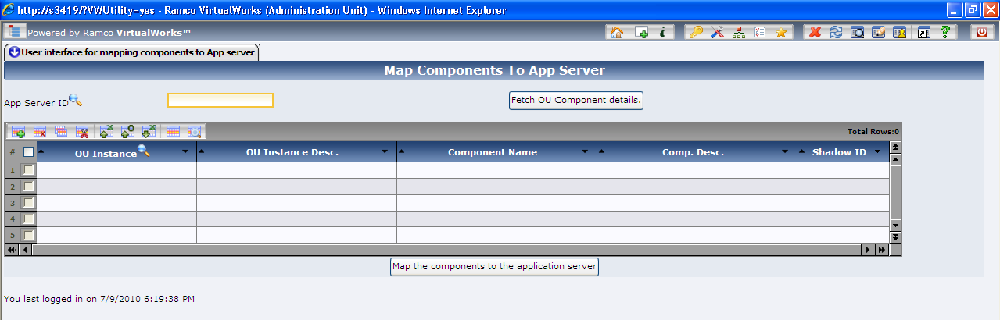 http://s3419/?VWUtility=yes - Ramco VirtualWorks (Administration Unit) - Windows Internet Explorer
Powered by Ramco VirtualWorks™
User interface for mapping components to App server
Map Components To App Server
App Server ID Fetch OU Component details.
Total Rows:0
# OU Instance OU Instance Desc. Component Name Comp. Desc. Shadow ID
1
2
3
4
5
Map the components to the application server
You last logged in on 7/9/2010 6:19:38 PM